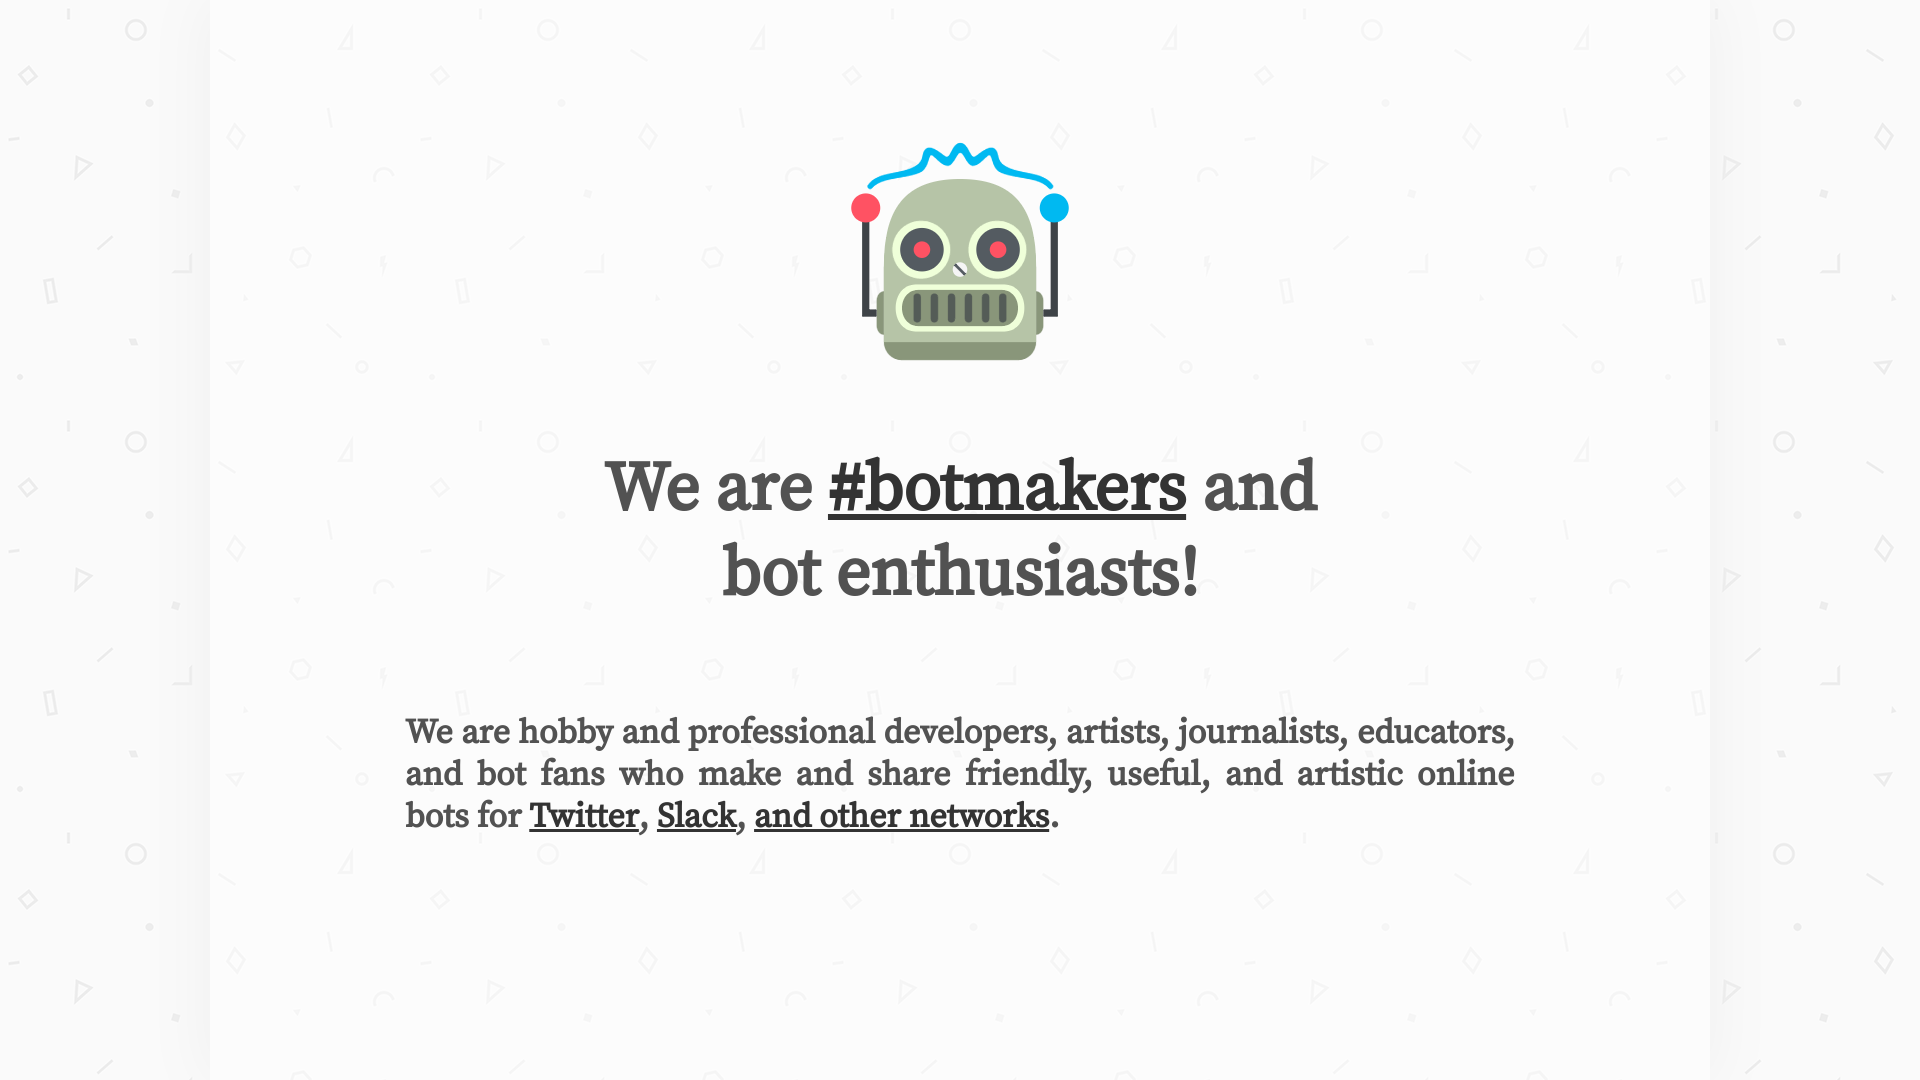 We are #botmakers and
bot enthusiasts!
We are hobby and professional developers, artists, journalists, educators,
and bot fans who make and share friendly, useful, and artistic online
bots for Twitter, Slack, and other networks.